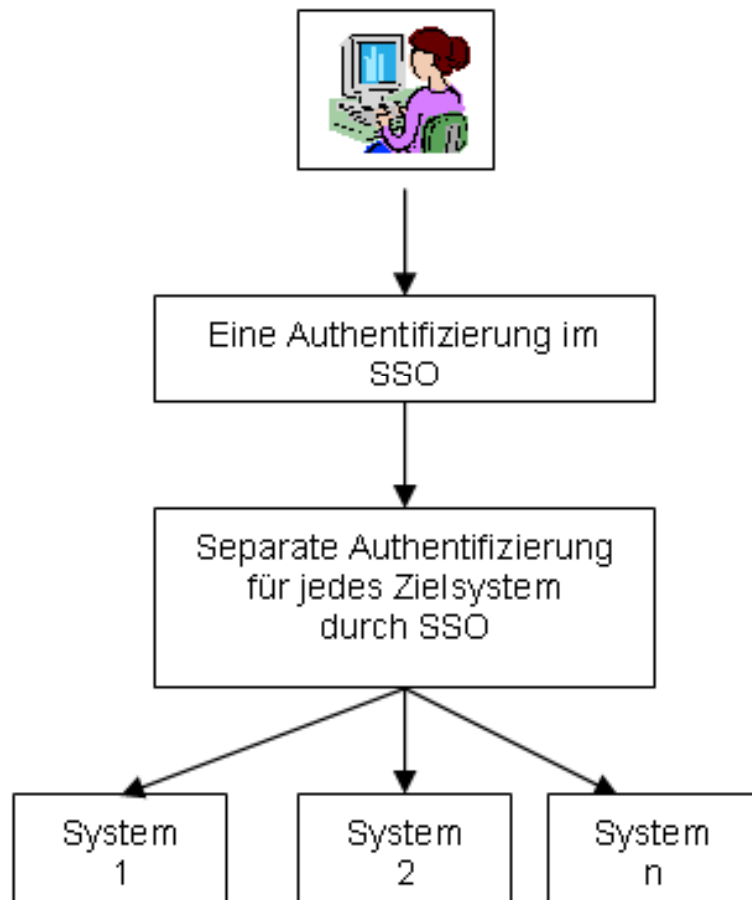 Eine Authentifizierung im
SSO
Separate Authentifizierung
für jedes Zielsystem
durch SSO
System
1
System
2
System
n